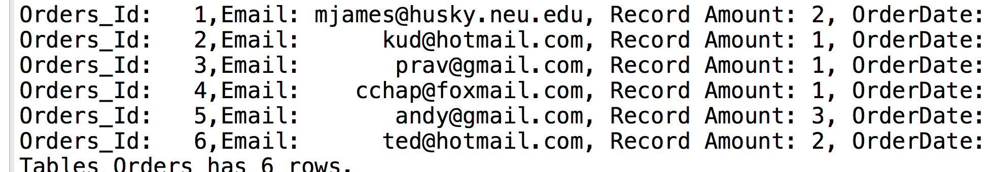 Orders_Id:   1,Email: mjames@husky.neu.edu, Record Amount: 2, OrderDate:
Orders_Id:   2,Email:      kud@hotmail.com, Record Amount: 1, OrderDate:
Orders_Id:   3,Email:       prav@gmail.com, Record Amount: 1, OrderDate:
Orders_Id:   4,Email:    cchap@foxmail.com, Record Amount: 1, OrderDate:
Orders_Id:   5,Email:       andy@gmail.com, Record Amount: 3, OrderDate:
Orders_Id:   6,Email:      ted@hotmail.com, Record Amount: 2, OrderDate:
Tables Orders has 6 rows.